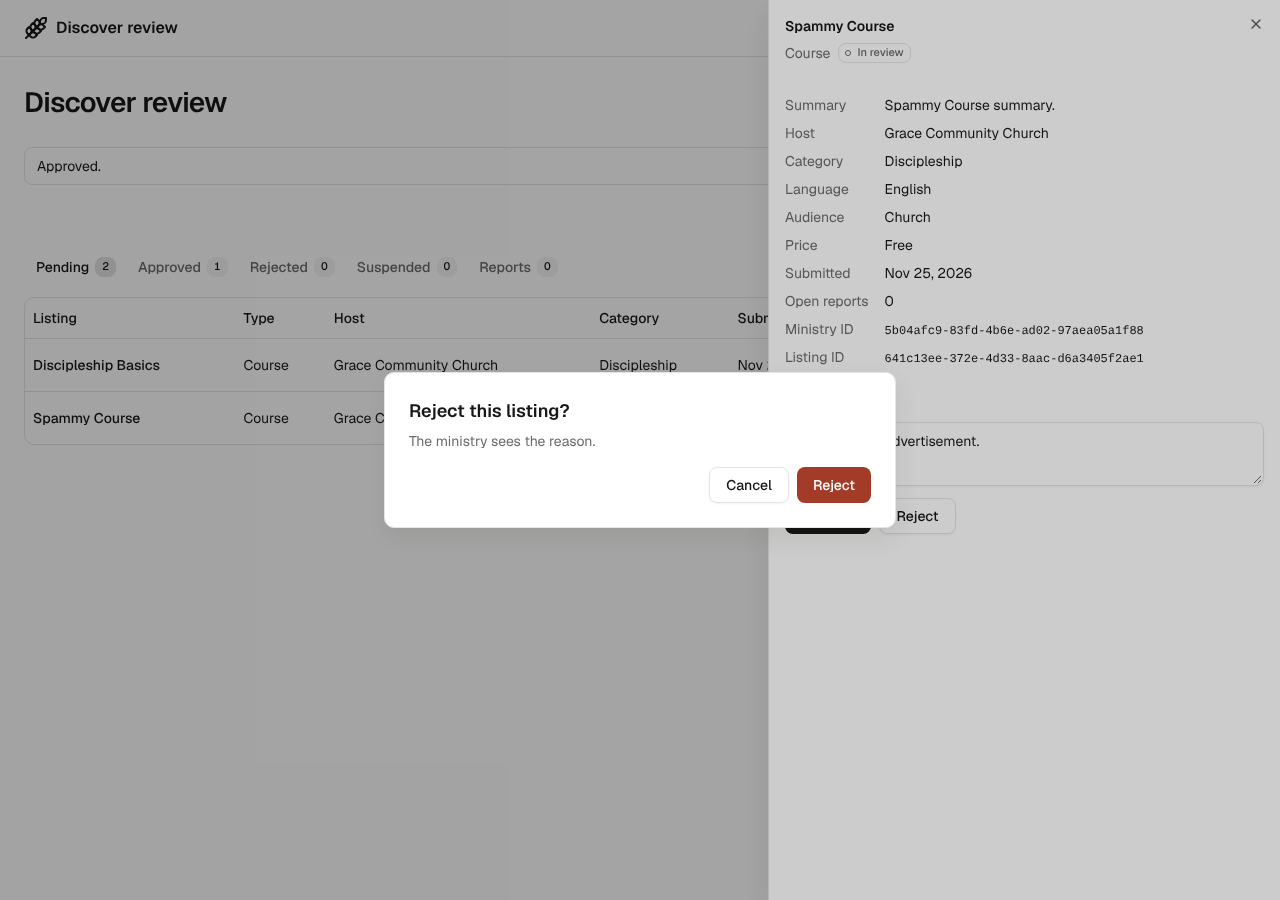 Discover review
Discover review
Approved.
Pending 2 Approved 1 Rejected 0 Suspended 0 Reports 0
Listing Type Host Category
Discipleship Basics Course Grace Community Church Discipleship Nov
Spammy Course Course Grace
Spammy Course
Course In review
Summary Spammy Course summary.
Host Grace Community Church
Category Discipleship
Language English
Audience Church
Price Free
Submitted Nov 25, 2026
Open reports 0
Ministry ID 5b04afc9-83fd-4b6e-ad02-97aea05a1f88
Listing ID 641c13ee-372e-4d33-8aac-d6a3405f2ae1
Reject
Reject this listing?
The ministry sees the reason.
Cancel Reject